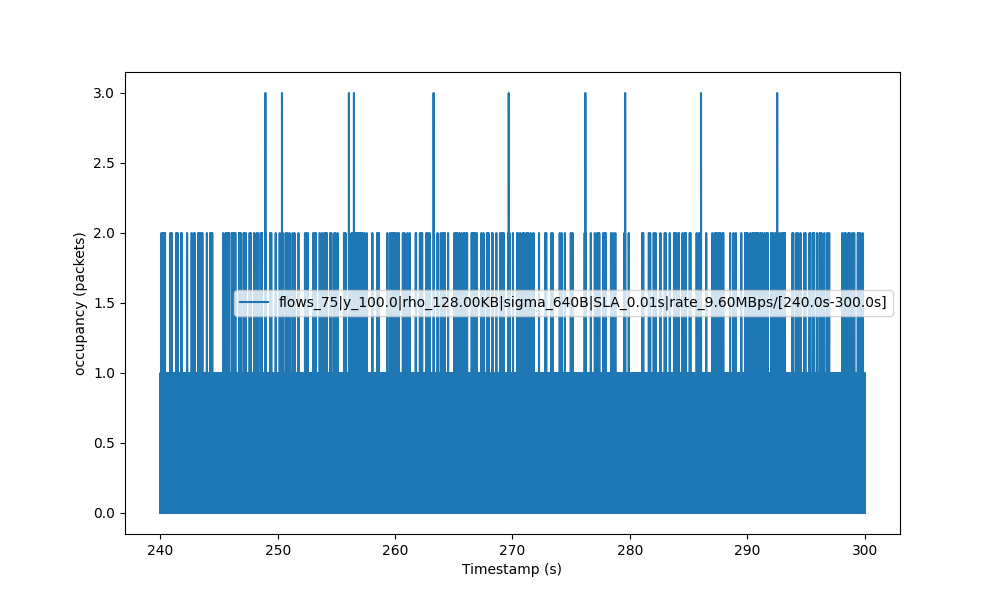 3.0
2.5
2.0
1.5
1.0
0.5
0.0
occupancy (packets)
flows_75|y_100.0|rho_128.00KB|sigma_640B|SLA_0.01s|rate_9.60MBps/[240.0s-300.0s]
240 250 260 270 280 290 300
Timestamp (s)